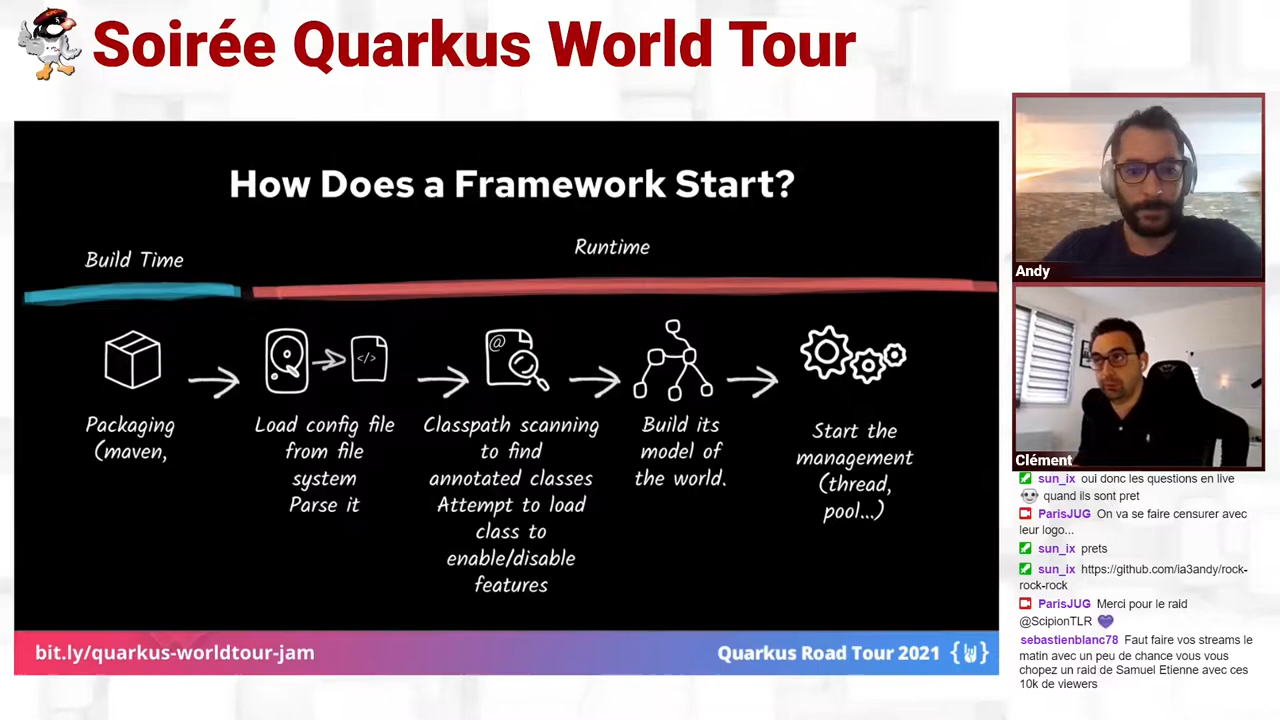 Soirée Quarkus World Tour
How Does a Framework Start?
Build Time
Runtime
Packaging
(maven,
Load config file
from file
system
Parse it
Classpath scanning
to find
annotated classes
Attempt to load
class to
enable/disable
features
Build its
model of
the world.
Start the
management
(thread,
pool...)
bit.ly/quarkus-worldtour-jam
Quarkus Road Tour 2021
Andy
Clément
sun_ix oui donc les questions en live
quand ils sont pret
ParisJUG On va se faire censurer avec
leur logo...
sun_ix prets
sun_ix https://github.com/ia3andy/rock-
rock-rock
ParisJUG Merci pour le raid
@ScipionTLR
sebastienblanc78 Faut faire vos streams le
matin avec un peu de chance vous vous
chopez un raid de Samuel Etienne avec ces
10k de viewers